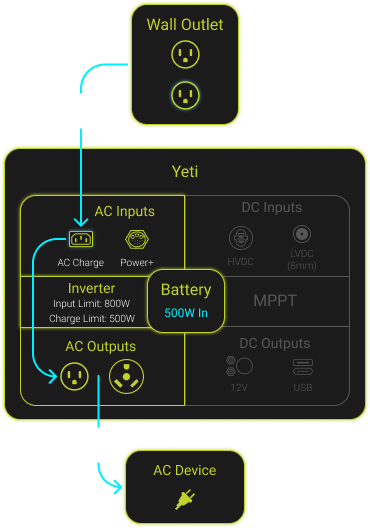 Wall Outlet
Yeti
AC Inputs
DC Inputs
AC Charge
Power+
HVDC
LVDC
(8mm)
Inverter
Input Limit: 800W
Charge Limit: 500W
Battery
500W In
MPPT
AC Outputs
DC Outputs
12V
USB
AC Device